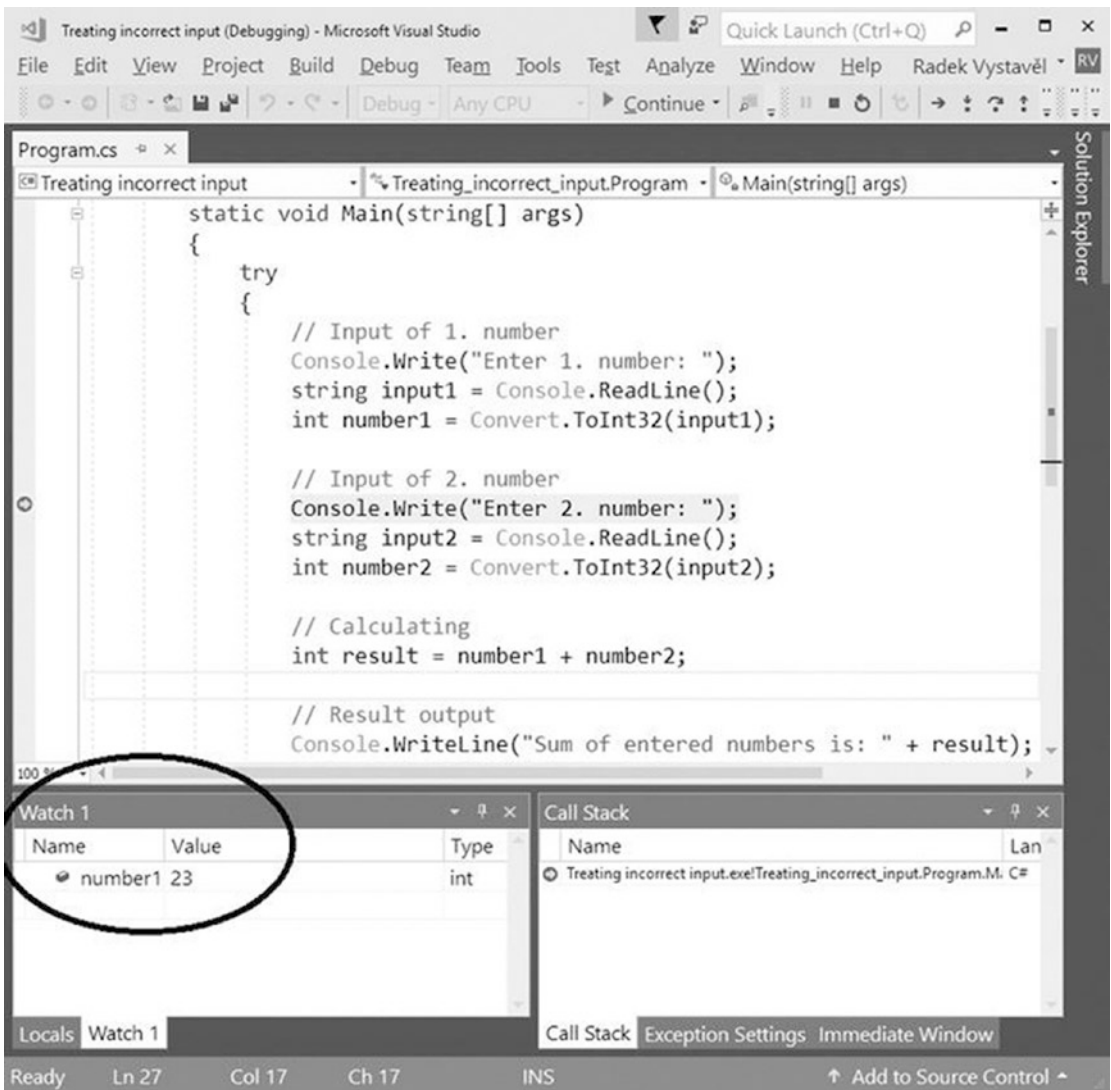 Treating incorrect input (Debugging) - Microsoft Visual Studio
Quick Launch (Ctrl+Q)
File Edit View Project Build Debug Team Tools Test Analyze Window Help Radek Vystavěl RV
Debug Any CPU Continue
Program.cs
Treating incorrect input Treating_incorrect_input.Program Main(string[] args)
Solution Explorer
static void Main(string[] args)
{
try
{
// Input of 1. number
Console.Write("Enter 1. number: ");
string input1 = Console.ReadLine();
int number1 = Convert.ToInt32(input1);
// Input of 2. number
Console.Write("Enter 2. number: ");
string input2 = Console.ReadLine();
int number2 = Convert.ToInt32(input2);
// Calculating
int result = number1 + number2;
// Result output
Console.WriteLine("Sum of entered numbers is: " + result);
100 %
Watch 1
Name Value Type
number1 23 int
Locals Watch 1
Call Stack
Name Lan
Treating incorrect input.exe!Treating_incorrect_input.Program.M C#
Call Stack Exception Settings Immediate Window
Ready Ln 27 Col 17 Ch 17 INS Add to Source Control